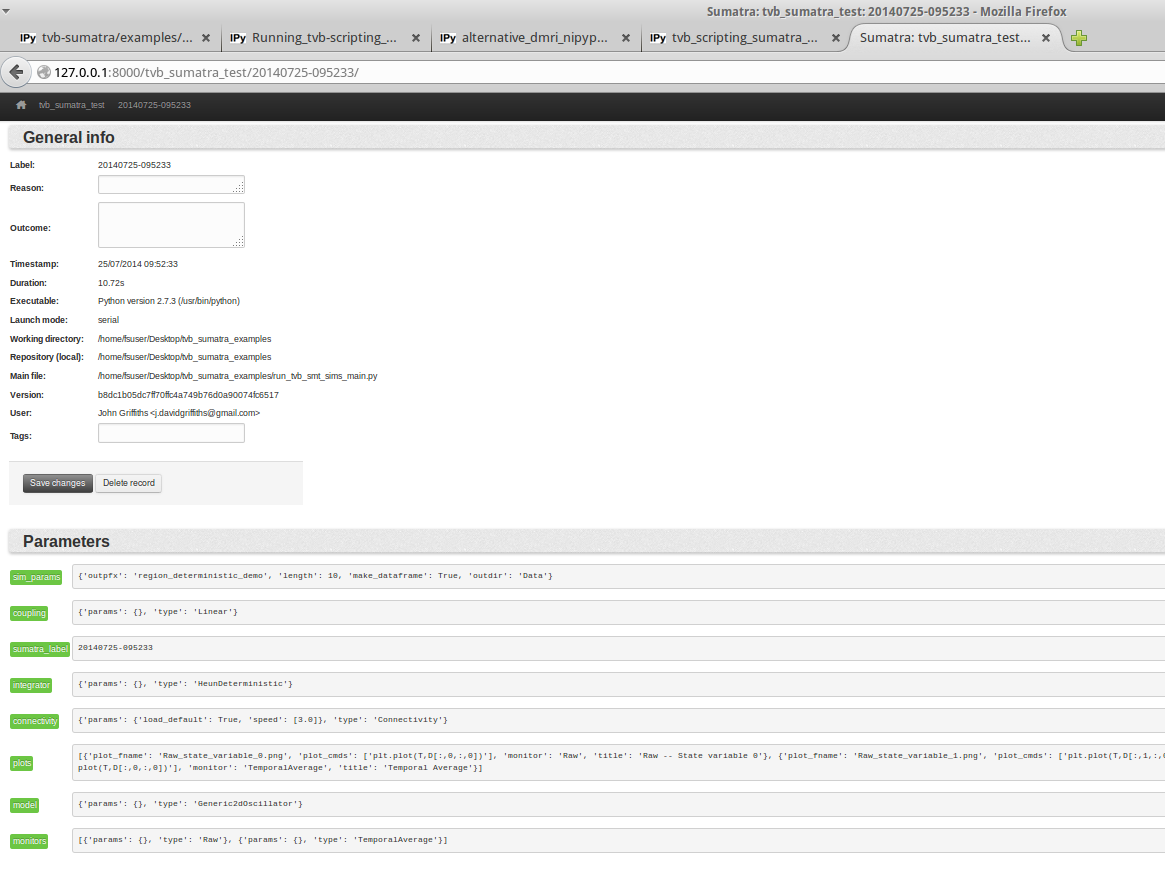 Sumatra: tvb_sumatra_test: 20140725-095233 - Mozilla Firefox
IPy tvb-sumatra/examples/... IPy Running_tvb-scripting_... IPy alternative_dmri_nipyp... IPy tvb_scripting_sumatra_... Sumatra: tvb_sumatra_test...
127.0.0.1:8000/tvb_sumatra_test/20140725-095233/
tvb_sumatra_test 20140725-095233
General info
Label: 20140725-095233
Reason:
Outcome:
Timestamp: 25/07/2014 09:52:33
Duration: 10.72s
Executable: Python version 2.7.3 (/usr/bin/python)
Launch mode: serial
Working directory: /home/fsuser/Desktop/tvb_sumatra_examples
Repository (local): /home/fsuser/Desktop/tvb_sumatra_examples
Main file: /home/fsuser/Desktop/tvb_sumatra_examples/run_tvb_smt_sims_main.py
Version: b8dc1b05dc7ff70ffc4a749b76d0a90074fc6517
User: John Griffiths <j.davidgriffiths@gmail.com>
Tags:
Save changes Delete record
Parameters
sim_params {'outpfx': 'region_deterministic_demo', 'length': 10, 'make_dataframe': True, 'outdir': 'Data'}
coupling {'params': {}, 'type': 'Linear'}
sumatra_label 20140725-095233
integrator {'params': {}, 'type': 'HeunDeterministic'}
connectivity {'params': {'load_default': True, 'speed': [3.0]}, 'type': 'Connectivity'}
plots [{'plot_fname': 'Raw_state_variable_0.png', 'plot_cmds': ['plt.plot(T,D[:,0,:,0])'], 'monitor': 'Raw', 'title': 'Raw -- State variable 0'}, {'plot_fname': 'Raw_state_variable_1.png', 'plot_cmds': ['plt.plot(T,D[:,1,:,
plot(T,D[:,0,:,0])'], 'monitor': 'TemporalAverage', 'title': 'Temporal Average'}]
model {'params': {}, 'type': 'Generic2dOscillator'}
monitors [{'params': {}, 'type': 'Raw'}, {'params': {}, 'type': 'TemporalAverage'}]